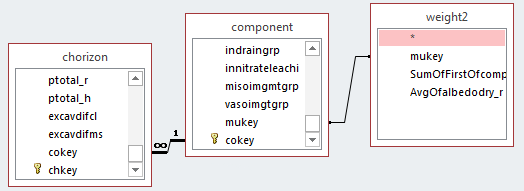 chorizon
ptotal_r
ptotal_h
excavdifcl
excavdifms
cokey
chkey
∞
1
component
indraingrp
innitrateleachi
misoimgmtgrp
vasoimgtgrp
mukey
cokey
weight2
*
mukey
SumOfFirstOfcomp
AvgOfalbedodry_r